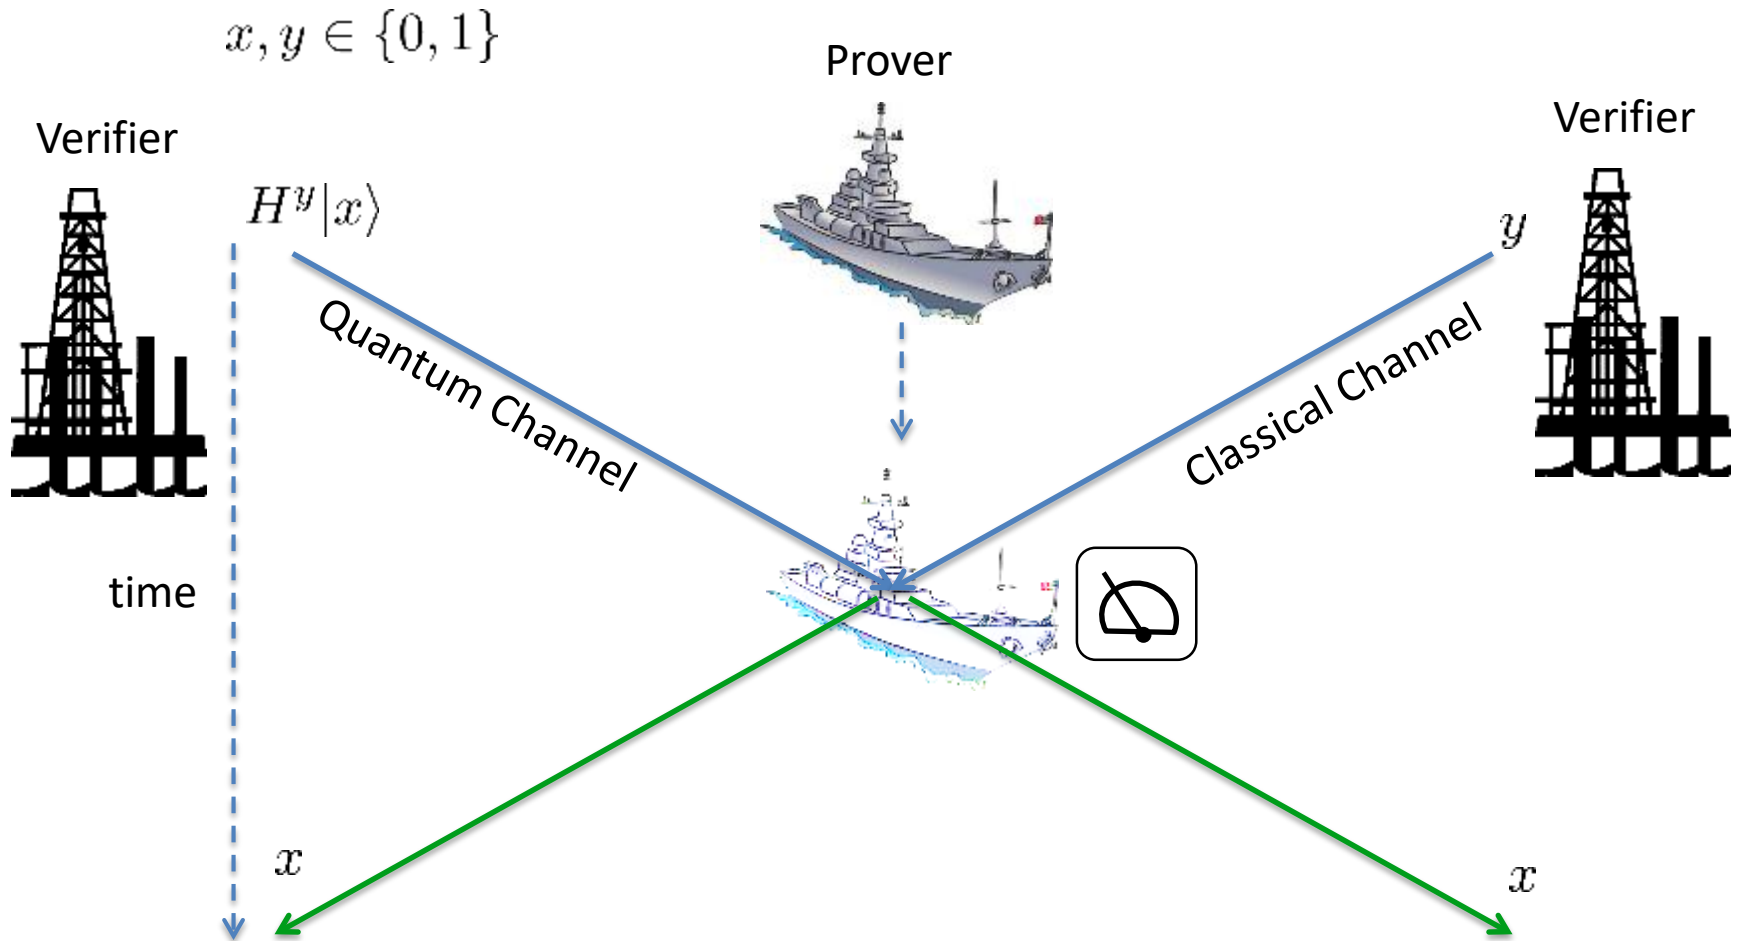 x, y ∈ {0, 1}
Prover
Verifier
Verifier
H^y|x⟩
y
Quantum Channel
Classical Channel
time
x
x